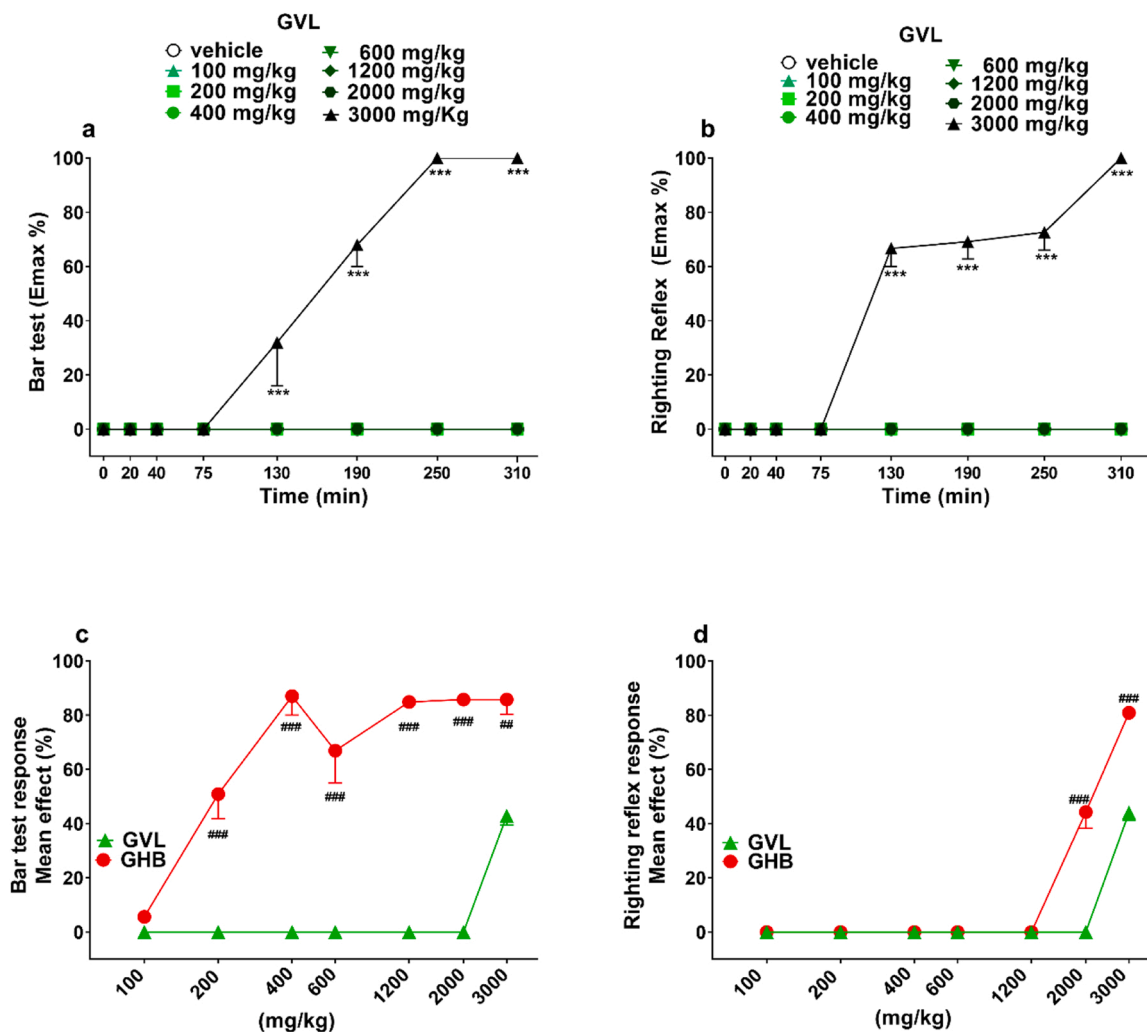 GVL
vehicle 600 mg/kg
100 mg/kg 1200 mg/kg
200 mg/kg 2000 mg/kg
400 mg/kg 3000 mg/Kg
a
Bar test (Emax %)
100
80
60
40
20
0
*** *** *** ***
0 20 40 75 130 190 250 310
Time (min)
GVL
vehicle 600 mg/kg
100 mg/kg 1200 mg/kg
200 mg/kg 2000 mg/kg
400 mg/kg 3000 mg/kg
b
Righting Reflex (Emax %)
100
80
60
40
20
0
*** *** *** ***
0 20 40 75 130 190 250 310
Time (min)
c
Bar test response
Mean effect (%)
100
80
60
40
20
0
### ### ### ### ### ##
GVL
GHB
100 200 400 600 1200 2000 3000
(mg/kg)
d
Righting reflex response
Mean effect (%)
100
80
60
40
20
0
### ###
GVL
GHB
100 200 400 600 1200 2000 3000
(mg/kg)